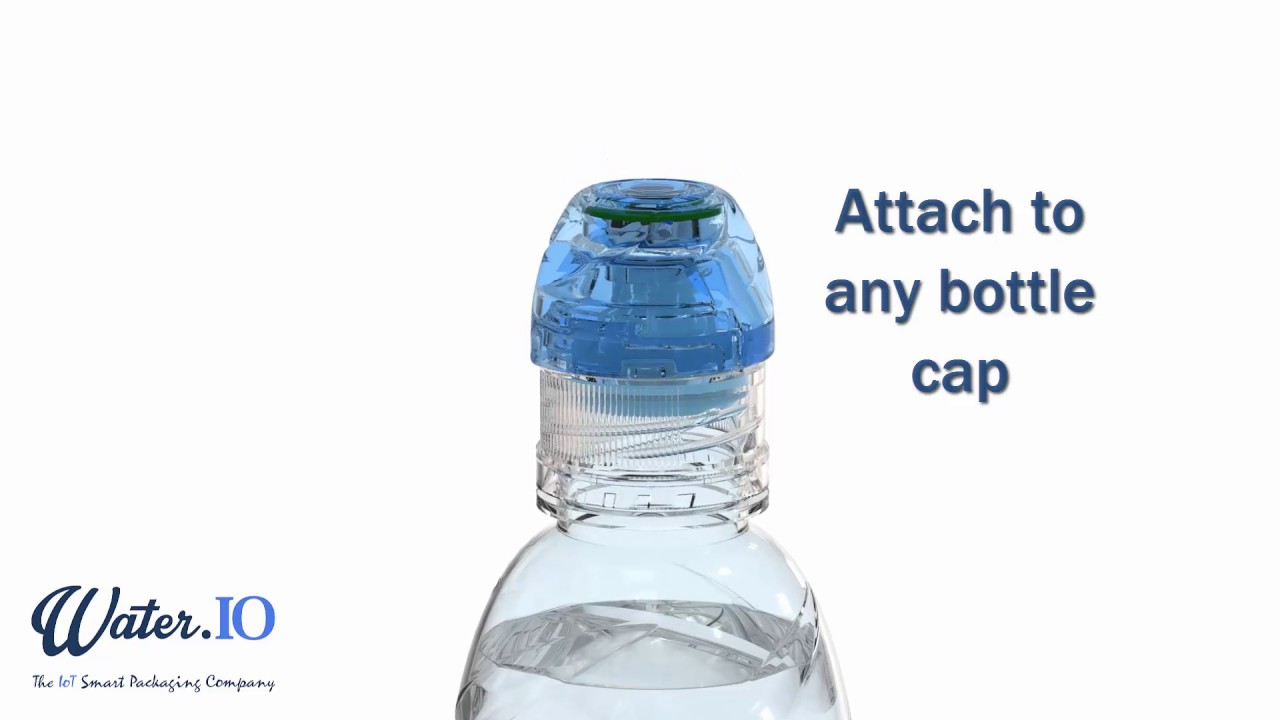 Attach to
any bottle
cap
Water.IO
The IoT Smart Packaging Company